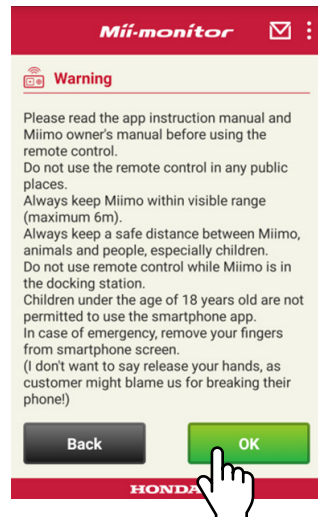 Mii-monitor
Warning
Please read the app instruction manual and
Miimo owner's manual before using the
remote control.
Do not use the remote control in any public
places.
Always keep Miimo within visible range
(maximum 6m).
Always keep a safe distance between Miimo,
animals and people, especially children.
Do not use remote control while Miimo is in
the docking station.
Children under the age of 18 years old are not
permitted to use the smartphone app.
In case of emergency, remove your fingers
from smartphone screen.
(I don't want to say release your hands, as
customer might blame us for breaking their
phone!)
Back
OK
HONDA